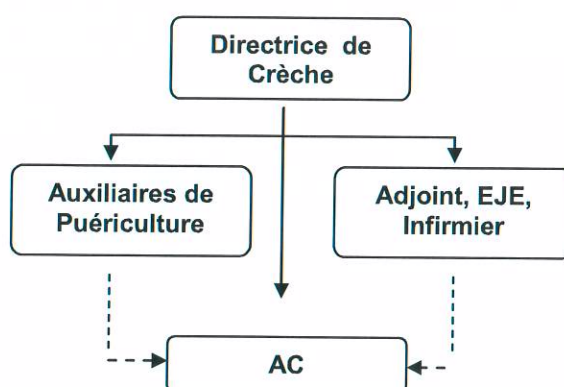 Directrice de
Crèche
Auxiliaires de
Puériculture
Adjoint, EJE,
Infirmier
AC